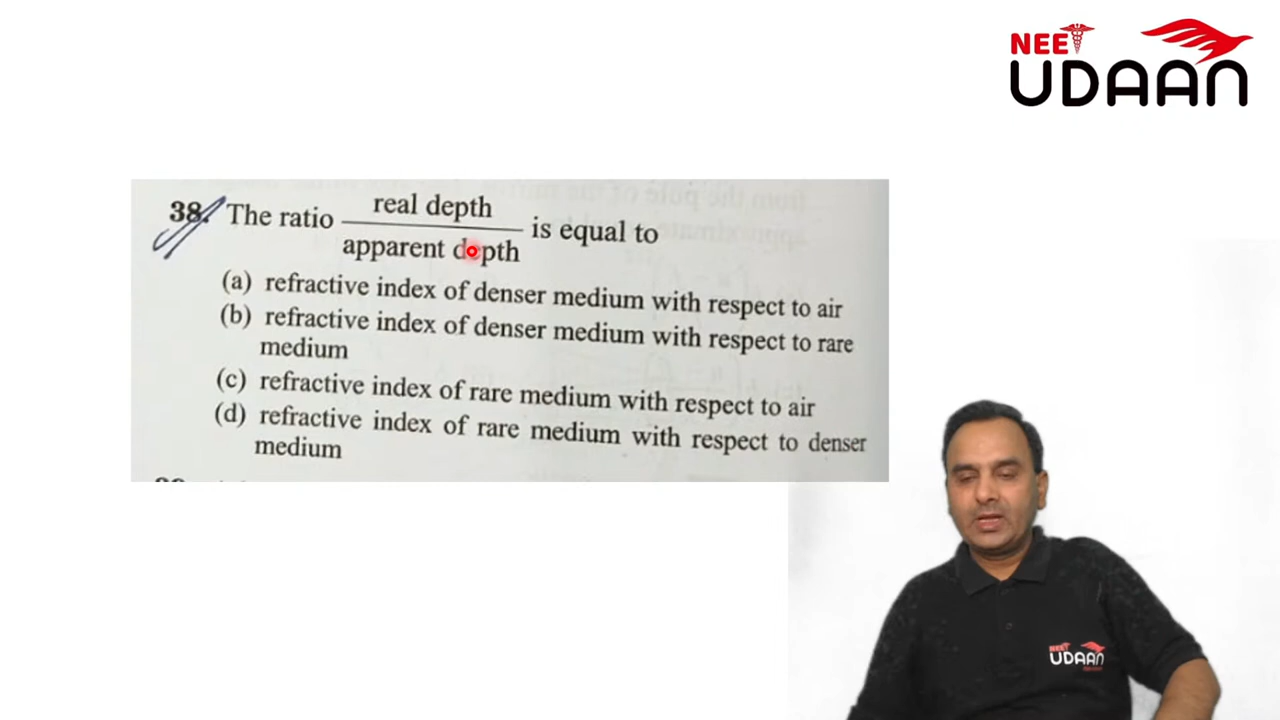 NEET
UDAAN
38. The ratio real depth / apparent depth is equal to
(a) refractive index of denser medium with respect to air
(b) refractive index of denser medium with respect to rare
medium
(c) refractive index of rare medium with respect to air
(d) refractive index of rare medium with respect to denser
medium
NEET
UDAAN